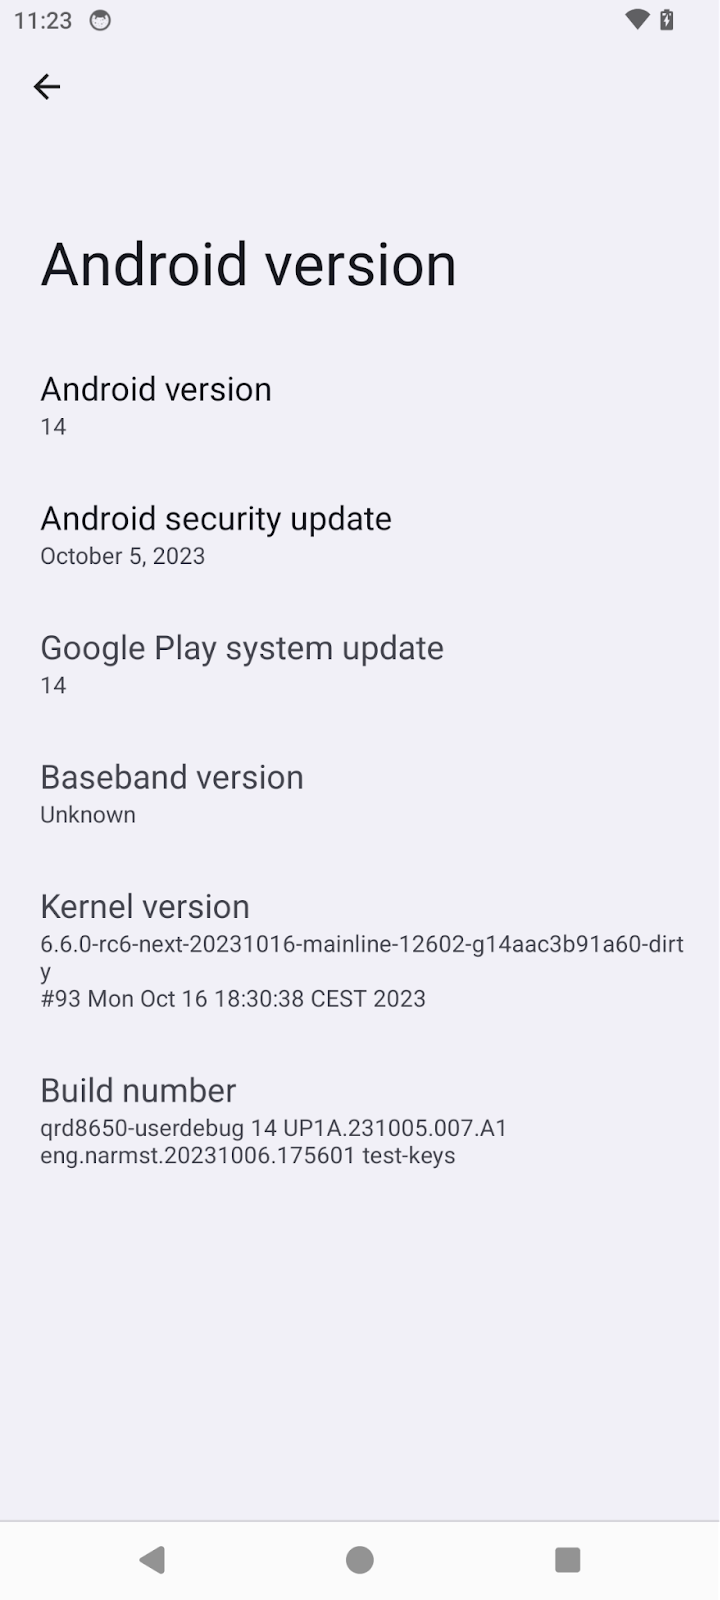 11:23
Android version
Android version
14
Android security update
October 5, 2023
Google Play system update
14
Baseband version
Unknown
Kernel version
6.6.0-rc6-next-20231016-mainline-12602-g14aac3b91a60-dirt
y
#93 Mon Oct 16 18:30:38 CEST 2023
Build number
qrd8650-userdebug 14 UP1A.231005.007.A1
eng.narmst.20231006.175601 test-keys